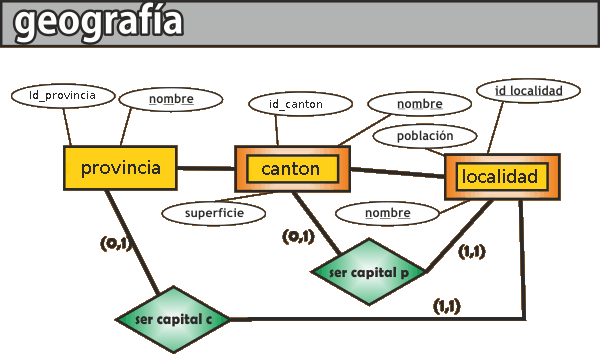 geografía
Id_provincia
nombre
id_canton
nombre
id localidad
población
provincia
canton
localidad
superficie
nombre
(0,1)
(0,1)
(1,1)
ser capital p
(1,1)
ser capital c